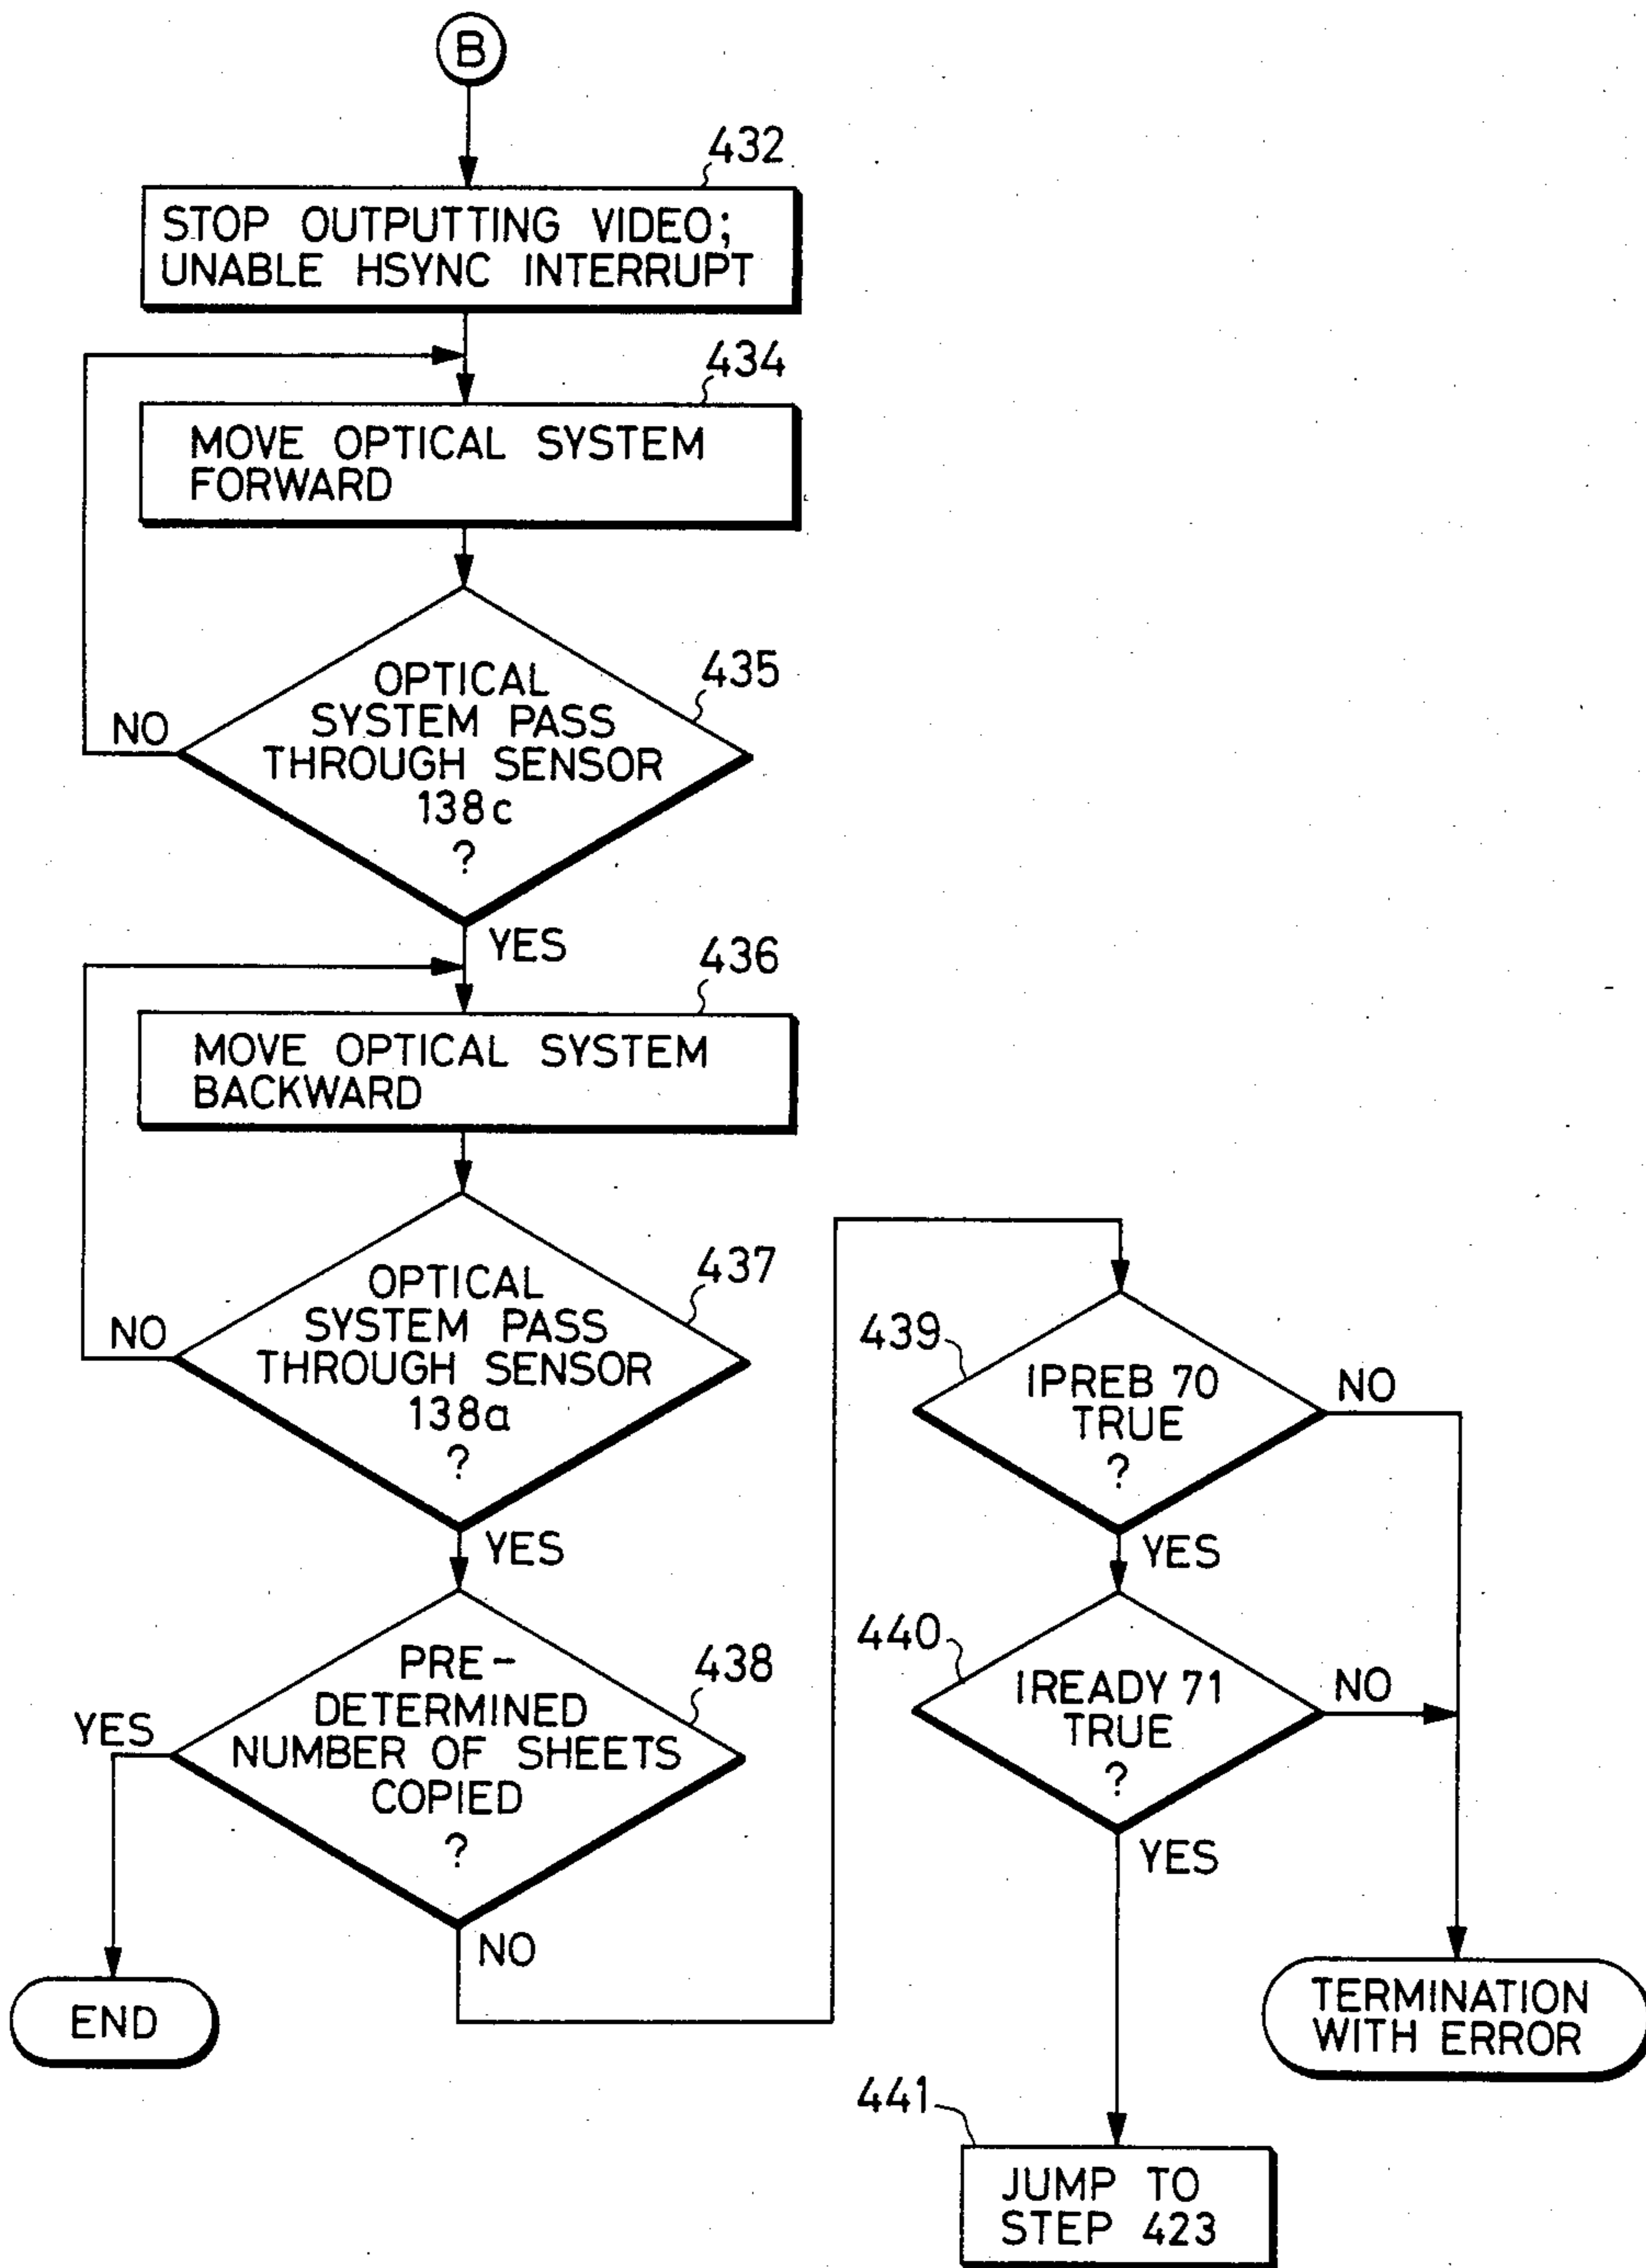 B
432
STOP OUTPUTTING VIDEO;
UNABLE HSYNC INTERRUPT
434
MOVE OPTICAL SYSTEM
FORWARD
435
OPTICAL
SYSTEM PASS
THROUGH SENSOR
138c
?
NO
YES
436
MOVE OPTICAL SYSTEM
BACKWARD
437
OPTICAL
SYSTEM PASS
THROUGH SENSOR
138a
?
NO
YES
438
PRE-
DETERMINED
NUMBER OF SHEETS
COPIED
?
YES
NO
END
439
IPREB 70
TRUE
?
NO
YES
440
IREADY 71
TRUE
?
NO
YES
TERMINATION
WITH ERROR
441
JUMP TO
STEP 423